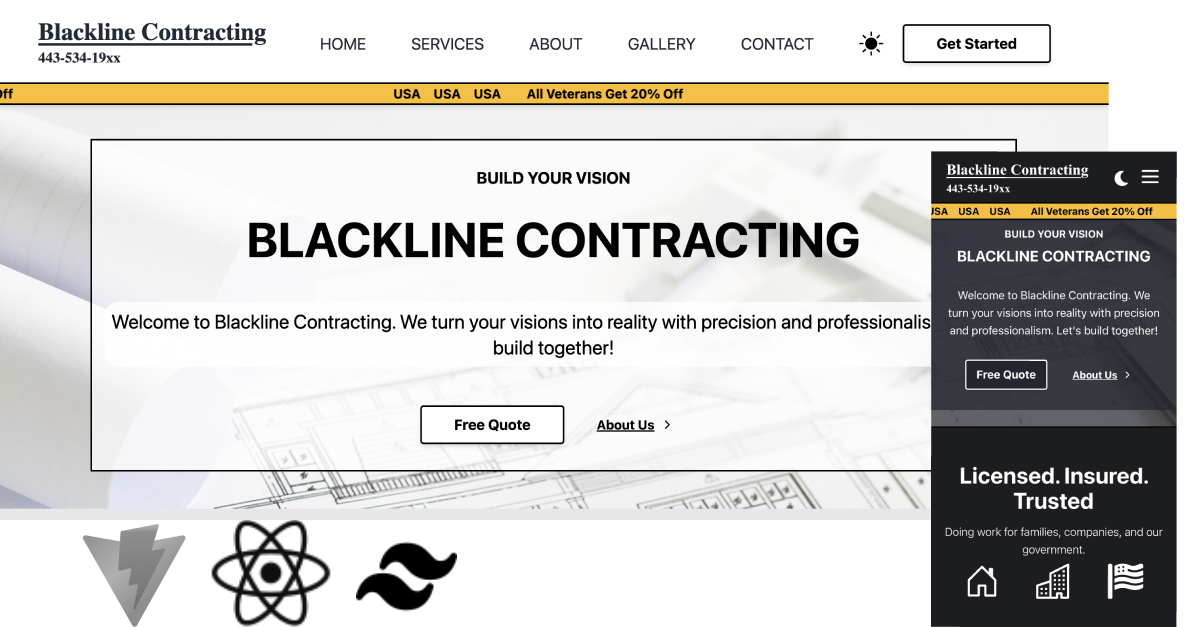 Blackline Contracting
443-534-19xx
HOME SERVICES ABOUT GALLERY CONTACT Get Started
Off USA USA USA All Veterans Get 20% Off
BUILD YOUR VISION
BLACKLINE CONTRACTING
Welcome to Blackline Contracting. We turn your visions into reality with precision and professionalis
build together!
Free Quote About Us
Blackline Contracting
443-534-19xx
USA USA USA All Veterans Get 20% Off
BUILD YOUR VISION
BLACKLINE CONTRACTING
Welcome to Blackline Contracting. We
turn your visions into reality with precision
and professionalism. Let's build together!
Free Quote About Us
Licensed. Insured.
Trusted
Doing work for families, companies, and our
government.